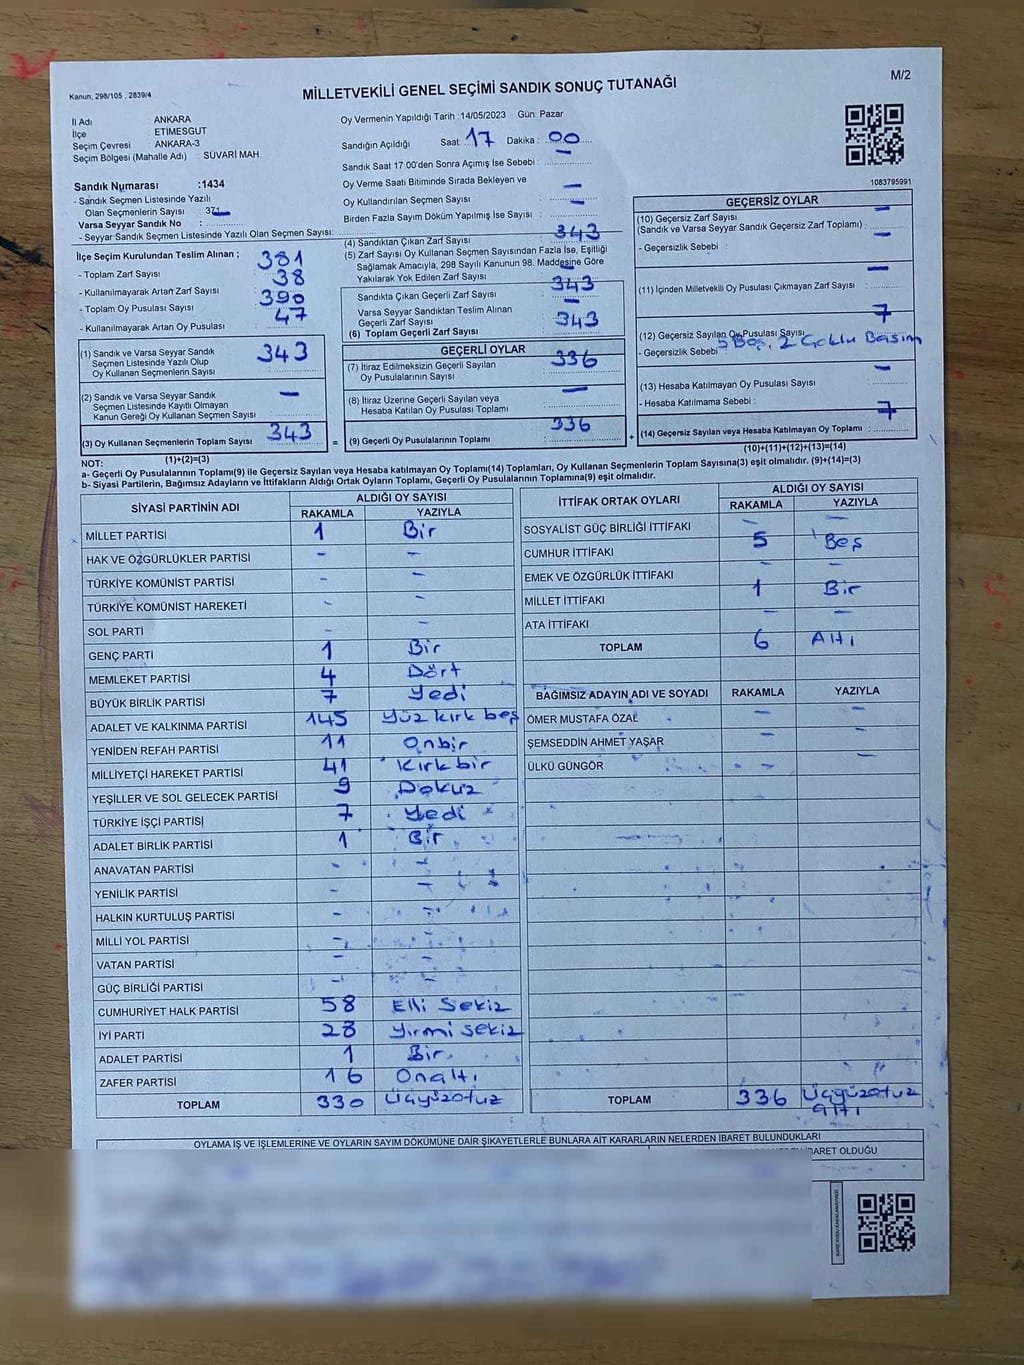 Kanun, 298/105 , 2839/4
MİLLETVEKİLİ GENEL SEÇİMİ SANDIK SONUÇ TUTANAĞI
M/2
İl Adı ANKARA
İlçe ETİMESGUT
Seçim Çevresi ANKARA-3
Seçim Bölgesi (Mahalle Adı) : SÜVARİ MAH
Sandık Numarası :1434
- Sandık Seçmen Listesinde Yazılı
Olan Seçmenlerin Sayısı : 371
Varsa Seyyar Sandık No :
- Seyyar Sandık Seçmen Listesinde Yazılı Olan Seçmen Sayısı:
Oy Vermenin Yapıldığı Tarih :14/05/2023 Gün: Pazar
Sandığın Açıldığı Saat : 17 Dakika : 00
Sandık Saat 17:00'den Sonra Açımış İse Sebebi : —
Oy Verme Saati Bitiminde Sırada Bekleyen ve
Oy Kullandırılan Seçmen Sayısı : —
Birden Fazla Sayım Döküm Yapılmış İse Sayısı : —
1083795991
İlçe Seçim Kurulundan Teslim Alınan ;
- Toplam Zarf Sayısı : 381
- Kullanılmayarak Artan Zarf Sayısı : 38
- Toplam Oy Pusulası Sayısı : 390
- Kullanılmayarak Artan Oy Pusulası : 47
(1) Sandık ve Varsa Seyyar Sandık
Seçmen Listesinde Yazılı Olup
Oy Kullanan Seçmenlerin Sayısı : 343
(2) Sandık ve Varsa Seyyar Sandık
Seçmen Listesinde Kayıtlı Olmayan
Kanun Gereği Oy Kullanan Seçmen Sayısı : —
(3) Oy Kullanan Seçmenlerin Toplam Sayısı : 343
(1)+(2)=(3)
(4) Sandıktan Çıkan Zarf Sayısı : 343
(5) Zarf Sayısı Oy Kullanan Seçmen Sayısından Fazla İse, Eşitliği
Sağlamak Amacıyla, 298 Sayılı Kanunun 98. Maddesine Göre
Yakılarak Yok Edilen Zarf Sayısı : —
Sandıkta Çıkan Geçerli Zarf Sayısı : 343
Varsa Seyyar Sandıktan Teslim Alınan
Geçerli Zarf Sayısı : —
(6) Toplam Geçerli Zarf Sayısı : 343
GEÇERLİ OYLAR
(7) İtiraz Edilmeksizin Geçerli Sayılan
Oy Pusulalarının Sayısı : 336
(8) İtiraz Üzerine Geçerli Sayılan veya
Hesaba Katılan Oy Pusulası Toplamı : —
= (9) Geçerli Oy Pusulalarının Toplamı : 336 +
GEÇERSİZ OYLAR
(10) Geçersiz Zarf Sayısı
(Sandık ve Varsa Seyyar Sandık Geçersiz Zarf Toplamı) : —
- Geçersizlik Sebebi : —
(11) İçinden Milletvekili Oy Pusulası Çıkmayan Zarf Sayısı : —
(12) Geçersiz Sayılan Oy Pusulası Sayısı : 7
- Geçersizlik Sebebi : 5 Boş, 2 Çoklu Basım
(13) Hesaba Katılmayan Oy Pusulası Sayısı : —
- Hesaba Katılmama Sebebi :
(14) Geçersiz Sayılan veya Hesaba Katılmayan Oy Toplamı : 7
(10)+(11)+(12)+(13)=(14)
NOT:
a- Geçerli Oy Pusulalarının Toplamı(9) ile Geçersiz Sayılan veya Hesaba katılmayan Oy Toplamı(14) Toplamları, Oy Kullanan Seçmenlerin Toplam Sayısına(3) eşit olmalıdır. (9)+(14)=(3)
b- Siyasi Partilerin, Bağımsız Adayların ve İttifakların Aldığı Ortak Oyların Toplamı, Geçerli Oy Pusulalarının Toplamına(9) eşit olmalıdır.
SİYASİ PARTİNİN ADI ALDIĞI OY SAYISI
RAKAMLA YAZIYLA
MİLLET PARTİSİ 1 Bir
HAK VE ÖZGÜRLÜKLER PARTİSİ - -
TÜRKİYE KOMÜNİST PARTİSİ - -
TÜRKİYE KOMÜNİST HAREKETİ - -
SOL PARTİ - -
GENÇ PARTİ 1 Bir
MEMLEKET PARTİSİ 4 Dört
BÜYÜK BİRLİK PARTİSİ 7 Yedi
ADALET VE KALKINMA PARTİSİ 145 Yüz kırk beş
YENİDEN REFAH PARTİSİ 11 Onbir
MİLLİYETÇİ HAREKET PARTİSİ 41 Kırk bir
YEŞİLLER VE SOL GELECEK PARTİSİ 9 Dokuz
TÜRKİYE İŞÇİ PARTİSİ 7 Yedi
ADALET BİRLİK PARTİSİ 1 Bir
ANAVATAN PARTİSİ - -
YENİLİK PARTİSİ - -
HALKIN KURTULUŞ PARTİSİ - -
MİLLİ YOL PARTİSİ - -
VATAN PARTİSİ - -
GÜÇ BİRLİĞİ PARTİSİ - -
CUMHURİYET HALK PARTİSİ 58 Elli Sekiz
İYİ PARTİ 28 Yirmi sekiz
ADALET PARTİSİ 1 Bir
ZAFER PARTİSİ 16 Onaltı
TOPLAM 330 Üçyüzotuz
İTTİFAK ORTAK OYLARI ALDIĞI OY SAYISI
RAKAMLA YAZIYLA
SOSYALİST GÜÇ BİRLİĞİ İTTİFAKI - -
CUMHUR İTTİFAKI 5 Beş
EMEK VE ÖZGÜRLÜK İTTİFAKI - -
MİLLET İTTİFAKI 1 Bir
ATA İTTİFAKI - -
TOPLAM 6 Altı
BAĞIMSIZ ADAYIN ADI VE SOYADI RAKAMLA YAZIYLA
ÖMER MUSTAFA ÖZAL - -
ŞEMSEDDİN AHMET YAŞAR - -
ÜLKÜ GÜNGÖR - -
TOPLAM 336 Üçyüzotuz
altı
OYLAMA İŞ VE İŞLEMLERİNE VE OYLARIN SAYIM DÖKÜMÜNE DAİR ŞİKAYETLERLE BUNLARA AİT KARARLARIN NELERDEN İBARET BULUNDUKLARI
OLDUĞU